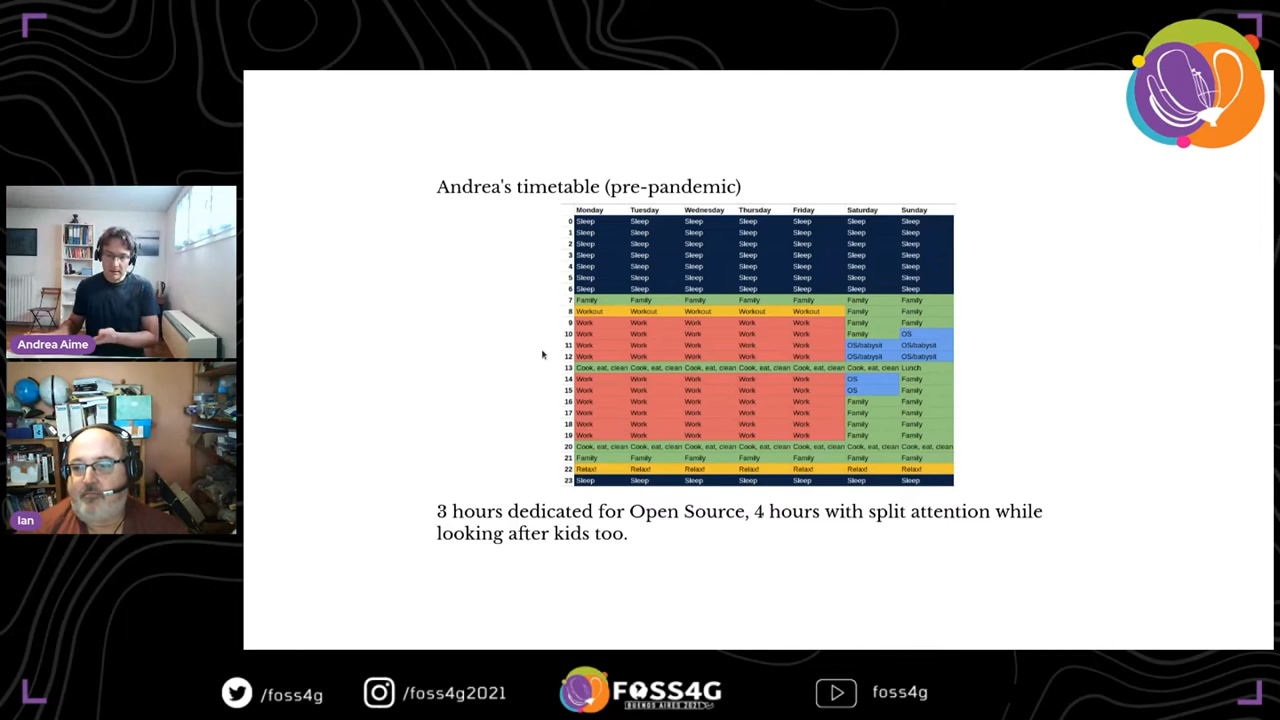 Andrea's timetable (pre-pandemic)
Monday Tuesday Wednesday Thursday Friday Saturday Sunday
0 Sleep Sleep Sleep Sleep Sleep Sleep Sleep
1 Sleep Sleep Sleep Sleep Sleep Sleep Sleep
2 Sleep Sleep Sleep Sleep Sleep Sleep Sleep
3 Sleep Sleep Sleep Sleep Sleep Sleep Sleep
4 Sleep Sleep Sleep Sleep Sleep Sleep Sleep
5 Sleep Sleep Sleep Sleep Sleep Sleep Sleep
6 Sleep Sleep Sleep Sleep Sleep Sleep Sleep
7 Family Family Family Family Family Family Family
8 Workout Workout Workout Workout Workout Family Family
9 Work Work Work Work Work Family Family
10 Work Work Work Work Work Family OS
11 Work Work Work Work Work OS/babysit OS/babysit
12 Work Work Work Work Work OS/babysit OS/babysit
13 Cook, eat, clean Cook, eat, clean Cook, eat, clean Cook, eat, clean Cook, eat, clean Cook, eat, clean Lunch
14 Work Work Work Work Work OS Family
15 Work Work Work Work Work OS Family
16 Work Work Work Work Work Family Family
17 Work Work Work Work Work Family Family
18 Work Work Work Work Work Family Family
19 Work Work Work Work Work Family Family
20 Cook, eat, clean Cook, eat, clean Cook, eat, clean Cook, eat, clean Cook, eat, clean Cook, eat, clean Cook, eat, clean
21 Family Family Family Family Family Family Family
22 Relax! Relax! Relax! Relax! Relax! Relax! Relax!
23 Sleep Sleep Sleep Sleep Sleep Sleep Sleep
3 hours dedicated for Open Source, 4 hours with split attention while
looking after kids too.
Andrea Aime
Ian
/foss4g
/foss4g2021
FOSS4G
BUENOS AIRES 2021
foss4g